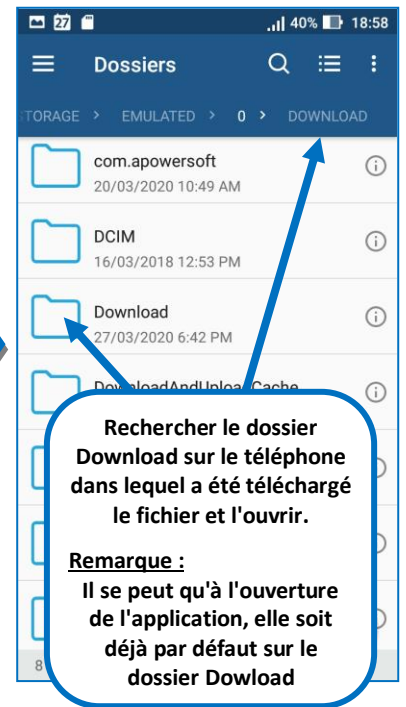 27 40% 18:58
Dossiers
TORAGE > EMULATED > 0 > DOWNLOAD
com.apowersoft
20/03/2020 10:49 AM
DCIM
16/03/2018 12:53 PM
Download
27/03/2020 6:42 PM
DownloadAndUploadCache
Rechercher le dossier
Download sur le téléphone
dans lequel a été téléchargé
le fichier et l'ouvrir.
Remarque :
Il se peut qu'à l'ouverture
de l'application, elle soit
déjà par défaut sur le
dossier Dowload
8